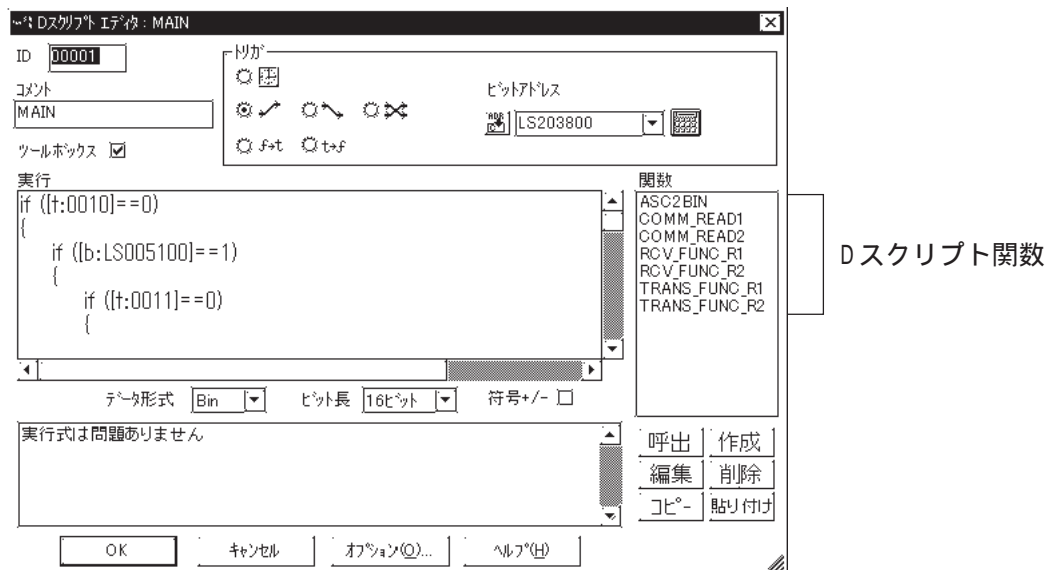 Dｽｸﾘﾌﾟﾄ ｴﾃﾞｨﾀ : MAIN
ID 00001
ｺﾒﾝﾄ
MAIN
ﾂｰﾙﾎﾞｯｸｽ
ﾄﾘｶﾞ
f→t t→f
ﾋﾞｯﾄｱﾄﾞﾚｽ
ADR LS203800
実行
if ([t:0010]==0)
{
if ([b:LS005100]==1)
{
if ([t:0011]==0)
{
関数
ASC2BIN
COMM_READ1
COMM_READ2
RCV_FUNC_R1
RCV_FUNC_R2
TRANS_FUNC_R1
TRANS_FUNC_R2
Dスクリプト関数
ﾃﾞｰﾀ形式 Bin ﾋﾞｯﾄ長 16ﾋﾞｯﾄ 符号+/-
実行式は問題ありません
呼出 作成
編集 削除
ｺﾋﾟｰ 貼り付け
OK ｷｬﾝｾﾙ ｵﾌﾟｼｮﾝ(O)... ﾍﾙﾌﾟ(H)